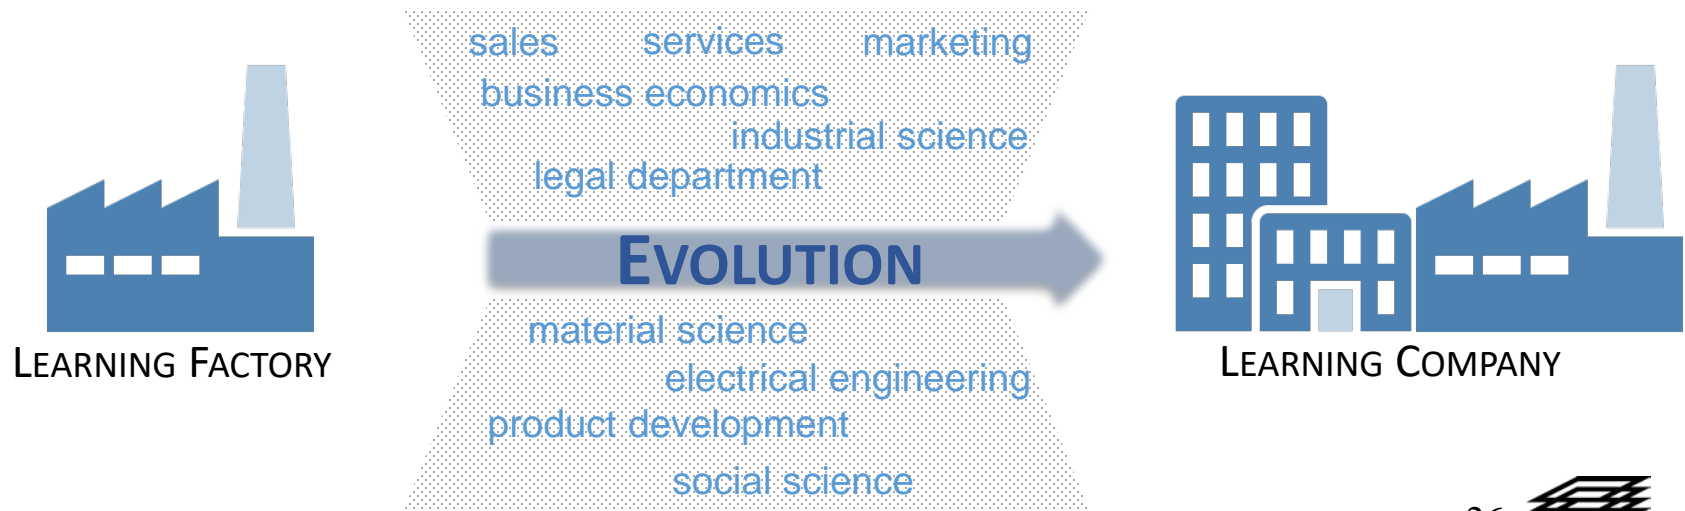 sales services marketing
business economics
industrial science
legal department
EVOLUTION
material science
electrical engineering
product development
social science
LEARNING FACTORY
LEARNING COMPANY